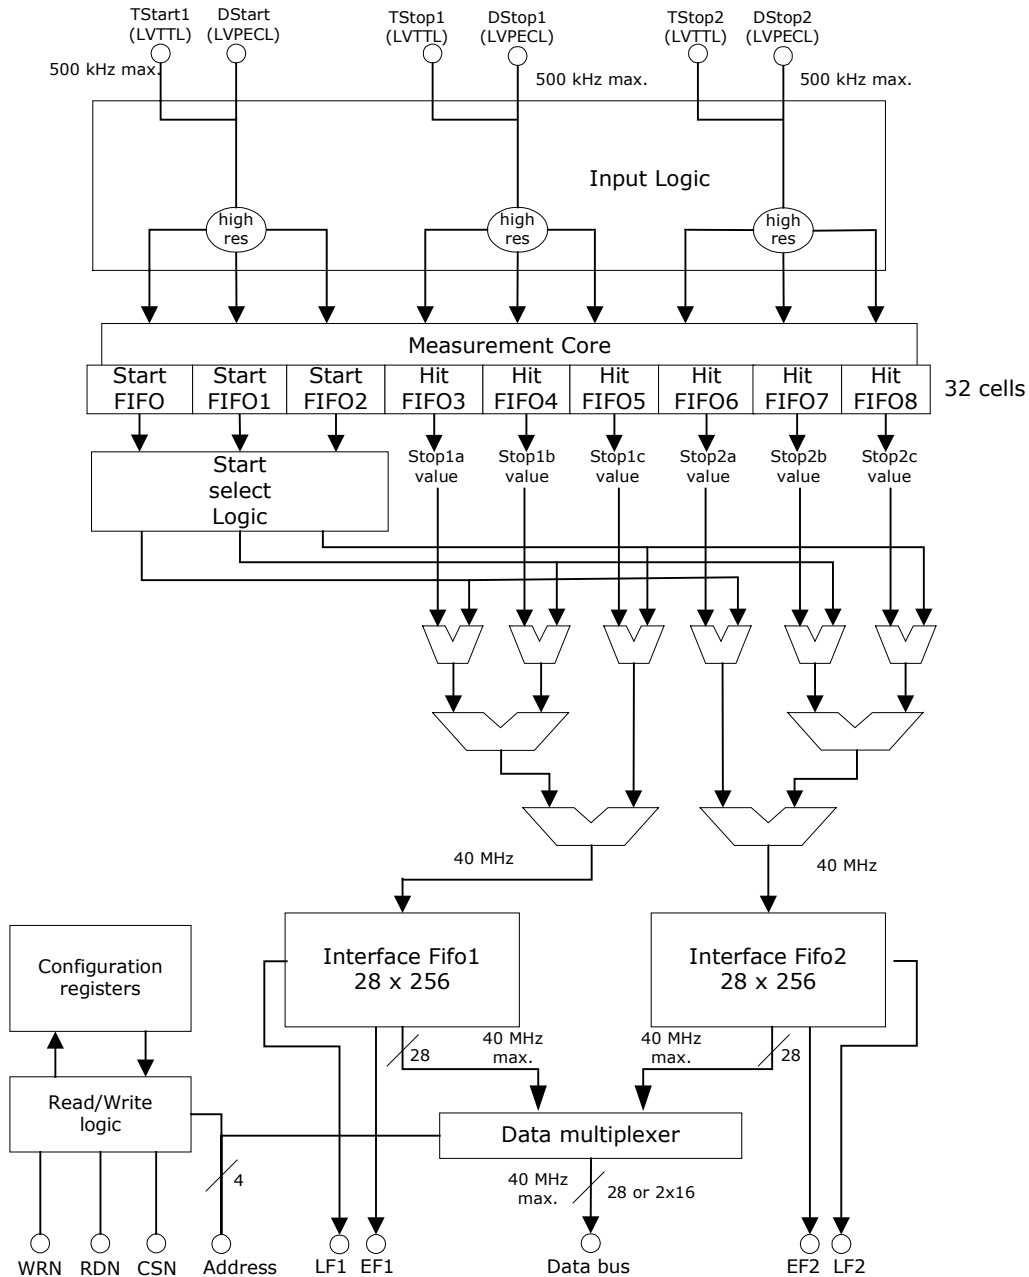 TStart1 DStart TStop1 DStop1 TStop2 DStop2
(LVTTL) (LVPECL) (LVTTL) (LVPECL) (LVTTL) (LVPECL)
500 kHz max. 500 kHz max. 500 kHz max.
Input Logic
high high high
res res res
Measurement Core
Start Start Start Hit Hit Hit Hit Hit Hit
FIFO FIFO1 FIFO2 FIFO3 FIFO4 FIFO5 FIFO6 FIFO7 FIFO8
32 cells
Start
select
Logic
Stop1a Stop1b Stop1c Stop2a Stop2b Stop2c
value value value value value value
40 MHz 40 MHz
Interface Fifo1
28 x 256
Interface Fifo2
28 x 256
Configuration
registers
28
40 MHz
max.
40 MHz
max.
28
Read/Write
logic
Data multiplexer
4
40 MHz
max.
28 or 2x16
WRN RDN CSN Address LF1 EF1 Data bus EF2 LF2